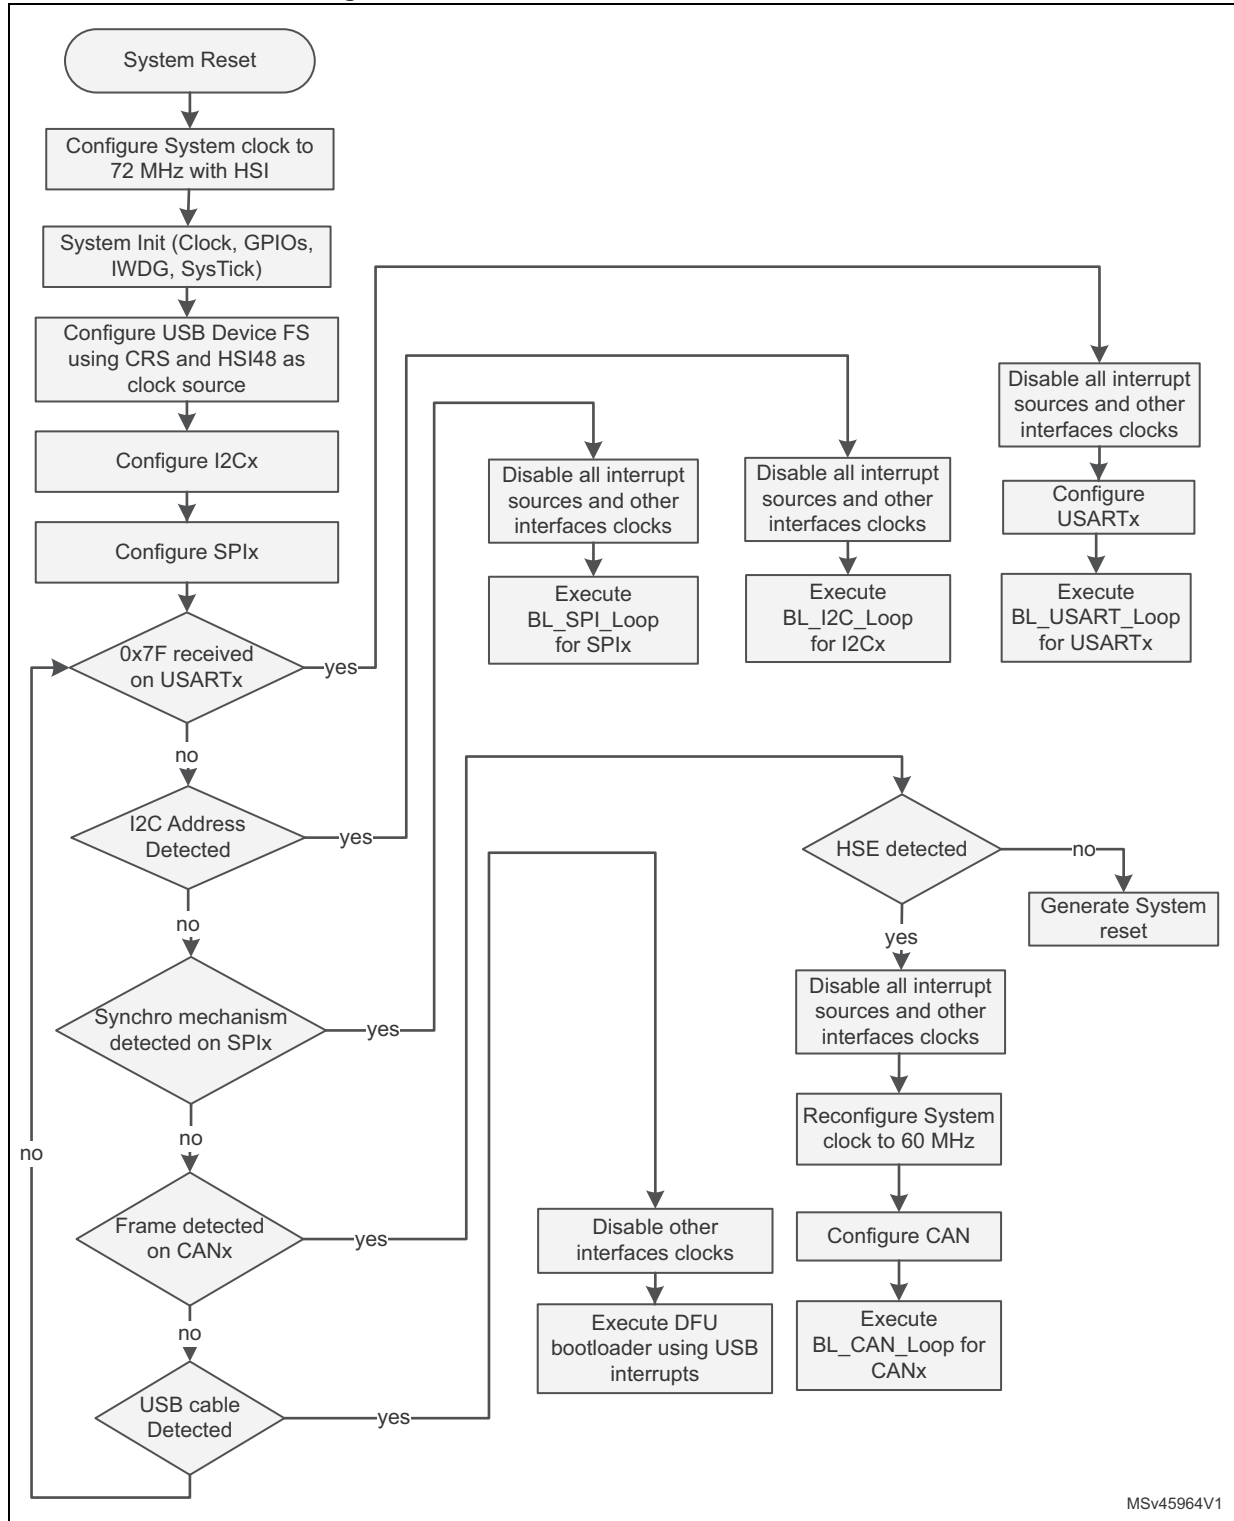 System Reset
Configure System clock to
72 MHz with HSI
System Init (Clock, GPIOs,
IWDG, SysTick)
Configure USB Device FS
using CRS and HSI48 as
clock source
Configure I2Cx
Configure SPIx
0x7F received
on USARTx
yes
no
I2C Address
Detected
yes
no
Synchro mechanism
detected on SPIx
yes
no
Frame detected
on CANx
yes
no
USB cable
Detected
yes
no
Disable all interrupt
sources and other
interfaces clocks
Execute
BL_SPI_Loop
for SPIx
Disable all interrupt
sources and other
interfaces clocks
Execute
BL_I2C_Loop
for I2Cx
Disable all interrupt
sources and other
interfaces clocks
Configure
USARTx
Execute
BL_USART_Loop
for USARTx
HSE detected
no
Generate System
reset
yes
Disable all interrupt
sources and other
interfaces clocks
Reconfigure System
clock to 60 MHz
Configure CAN
Execute
BL_CAN_Loop for
CANx
Disable other
interfaces clocks
Execute DFU
bootloader using USB
interrupts
MSv45964V1